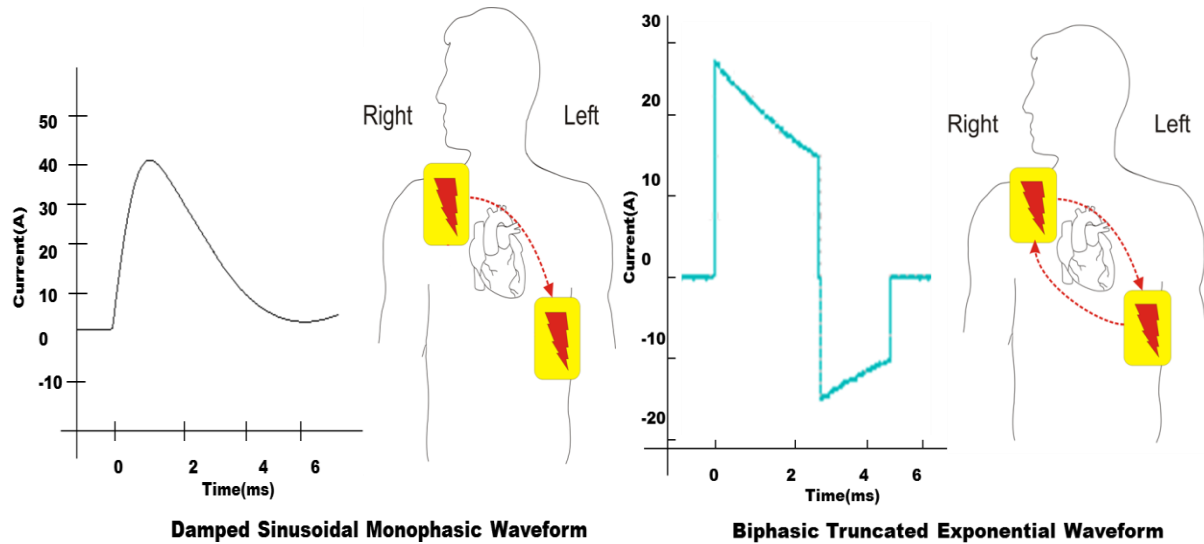 50
40
30
20
10
0
-10
Current(A)
0 2 4 6
Time(ms)
Right Left
Damped Sinusoidal Monophasic Waveform
30
20
10
0
-10
-20
Current(A)
0 2 4 6
Time(ms)
Right Left
Biphasic Truncated Exponential Waveform